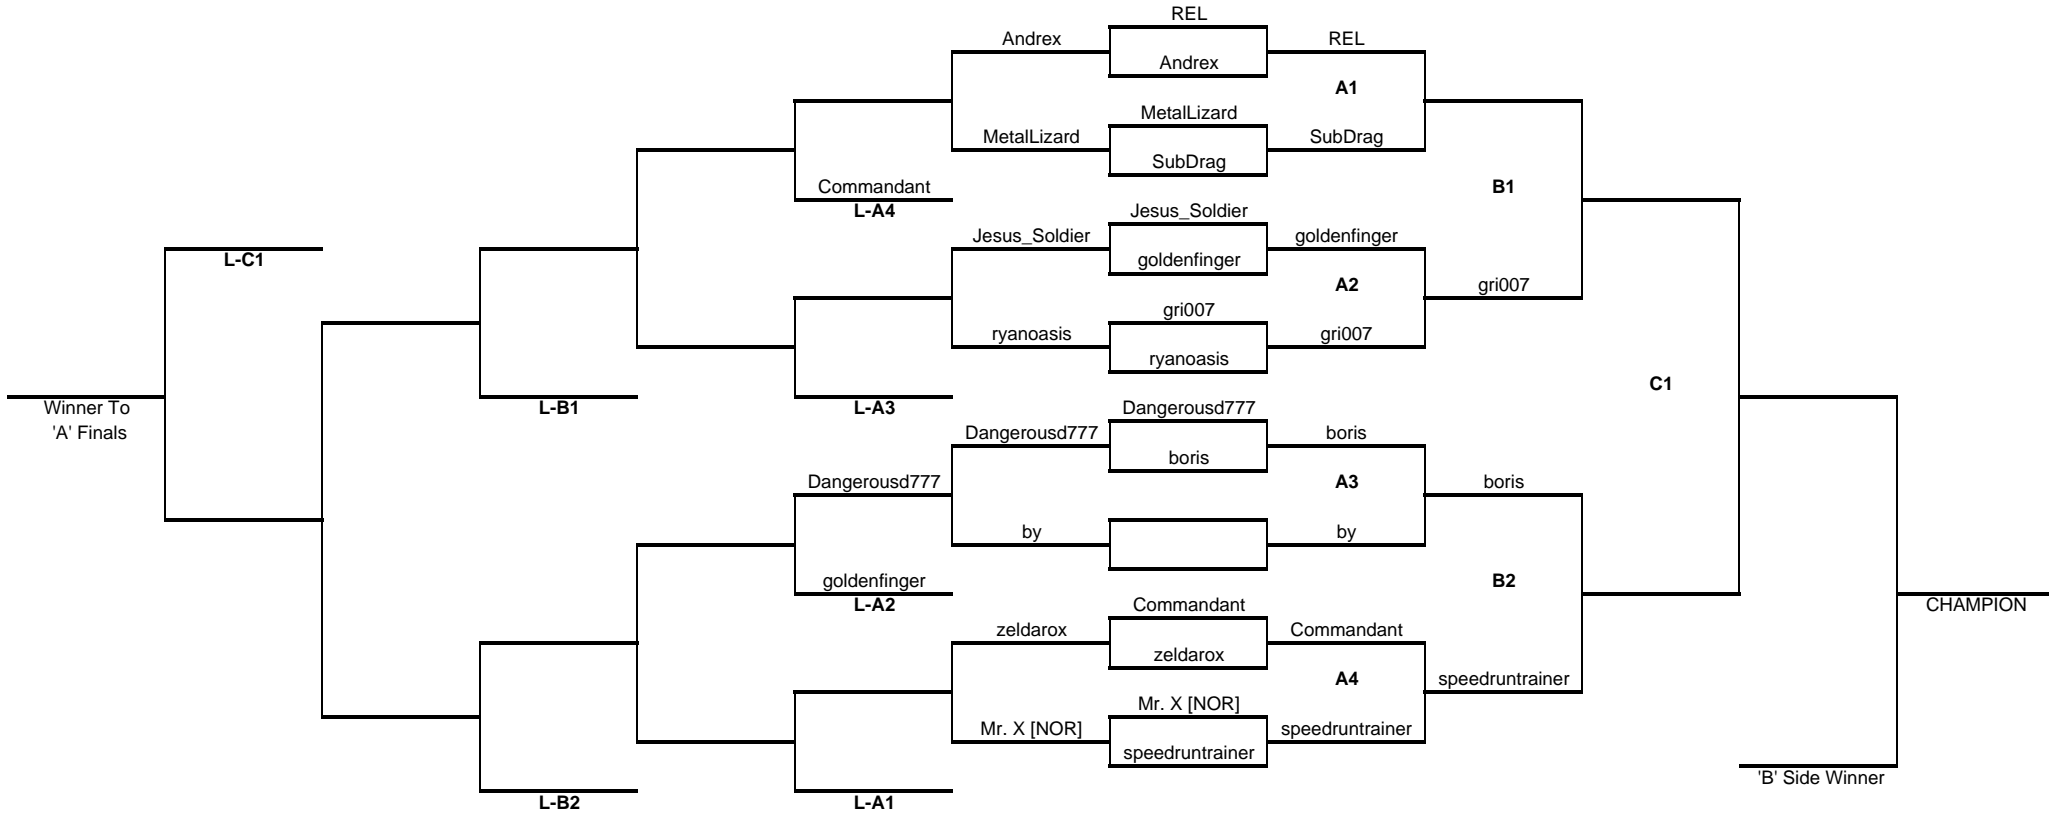 REL
Andrex
REL
Andrex
A1
MetalLizard
MetalLizard
SubDrag
SubDrag
Commandant
B1
L-A4
Jesus_Soldier
Jesus_Soldier
goldenfinger
L-C1
goldenfinger
A2
gri007
gri007
ryanoasis
gri007
ryanoasis
C1
Winner To
L-B1
L-A3
Dangerousd777
'A' Finals
Dangerousd777
boris
boris
Dangerousd777
A3
boris
by
by
goldenfinger
B2
L-A2
Commandant
CHAMPION
zeldarox
Commandant
zeldarox
A4
speedruntrainer
Mr. X [NOR]
Mr. X [NOR]
speedruntrainer
speedruntrainer
'B' Side Winner
L-B2
L-A1